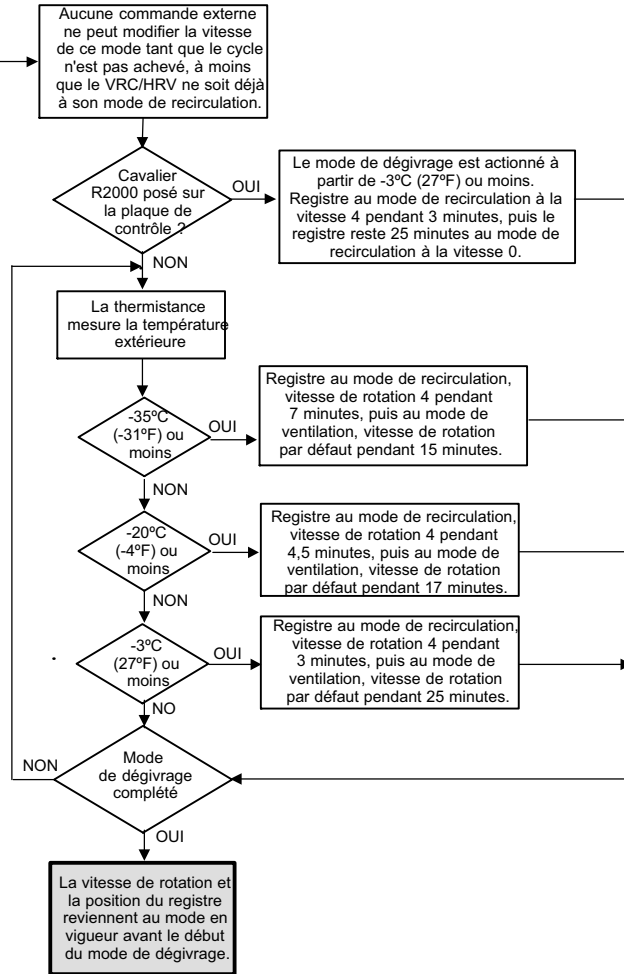 Aucune commande externe
ne peut modifier la vitesse
de ce mode tant que le cycle
n'est pas achevé, à moins
que le VRC/HRV ne soit déjà
à son mode de recirculation.
Cavalier
R2000 posé sur
la plaque de
contrôle ?
OUI
Le mode de dégivrage est actionné à
partir de -3ºC (27ºF) ou moins.
Registre au mode de recirculation à la
vitesse 4 pendant 3 minutes, puis le
registre reste 25 minutes au mode de
recirculation à la vitesse 0.
NON
La thermistance
mesure la température
extérieure
-35ºC
(-31ºF) ou
moins
OUI
Registre au mode de recirculation,
vitesse de rotation 4 pendant
7 minutes, puis au mode de
ventilation, vitesse de rotation
par défaut pendant 15 minutes.
NON
-20ºC
(-4ºF) ou
moins
OUI
Registre au mode de recirculation,
vitesse de rotation 4 pendant
4,5 minutes, puis au mode de
ventilation, vitesse de rotation
par défaut pendant 17 minutes.
NON
-3ºC
(27ºF) ou
moins
OUI
Registre au mode de recirculation,
vitesse de rotation 4 pendant
3 minutes, puis au mode de
ventilation, vitesse de rotation
par défaut pendant 25 minutes.
NO
NON
Mode
de dégivrage
complété
OUI
La vitesse de rotation et
la position du registre
reviennent au mode en
vigueur avant le début
du mode de dégivrage.